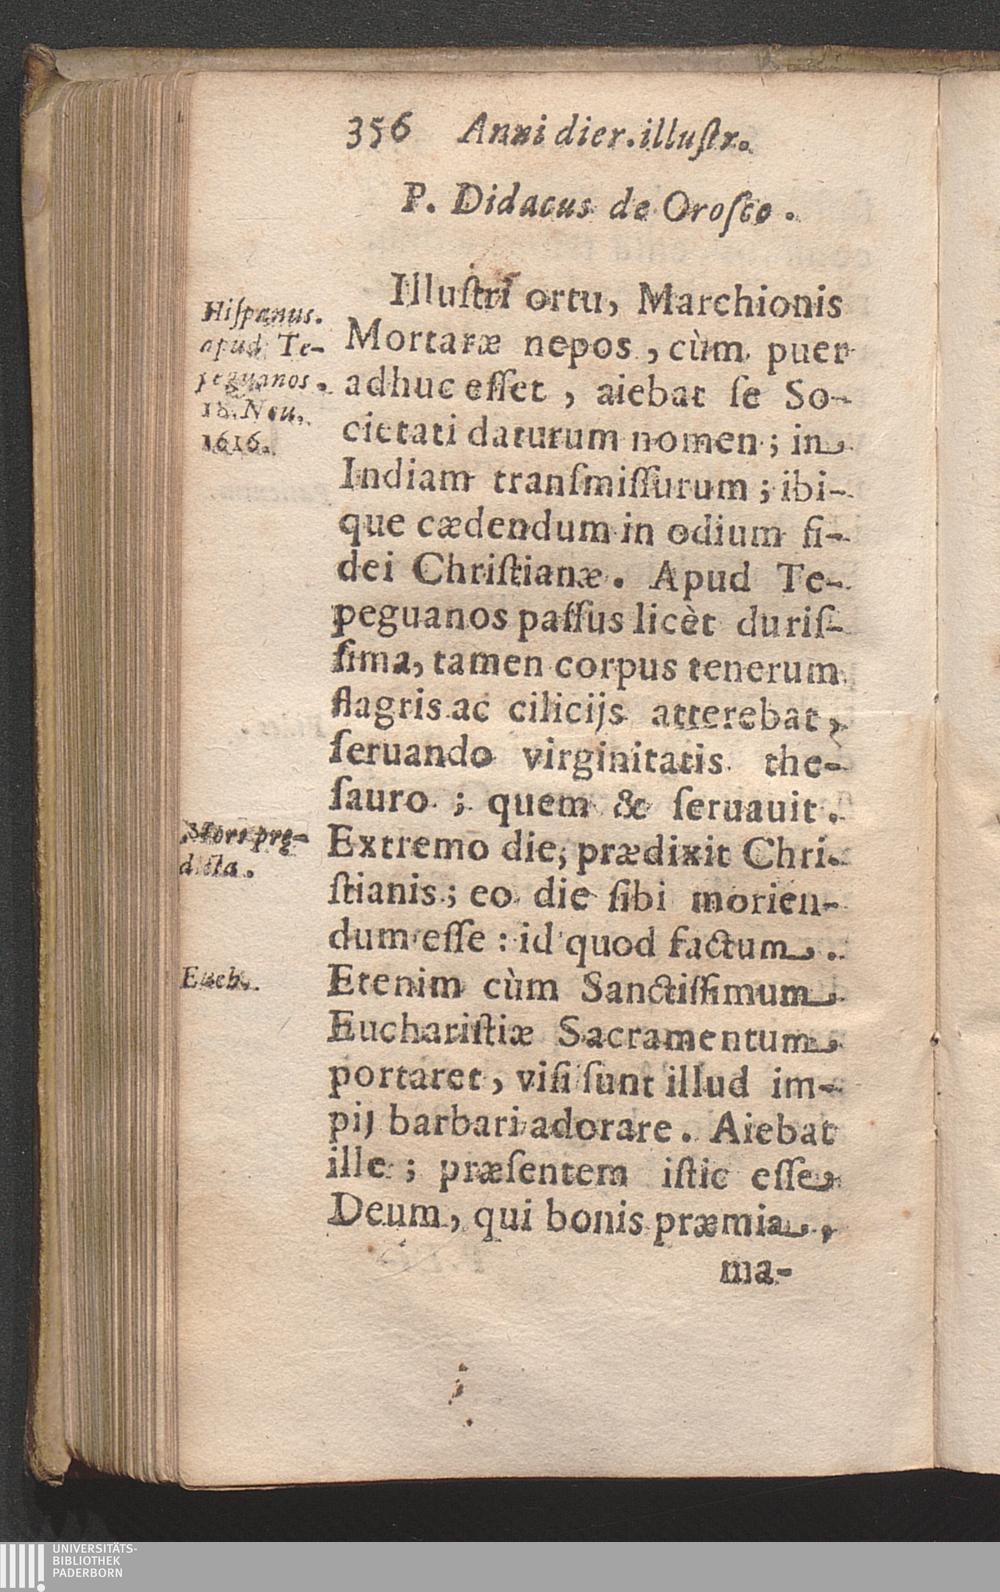 356 Anni dier. illuſtr.
P. Didacus de Oroſco.
Hiſpanus.
apud Te-
peguanos.
18. Nou.
1616.
Illuſtri ortu, Marchionis
Mortaræ nepos, cùm puer
adhuc eſſet, aiebat ſe So-
cietati daturum nomen; in
Indiam tranſmiſſurum; ibi-
que cædendum in odium fi-
dei Chriſtianæ. Apud Te-
peguanos paſſus licèt duriſ-
ſima, tamen corpus tenerum
flagris ac cilicijs atterebat,
ſeruando virginitatis the-
ſauro; quem & ſeruauit.
Mors prę-
dicta.
Extremo die, prædixit Chri-
ſtianis; eo die ſibi morien-
dum eſſe: id quod factum.
Euch.
Etenim cùm Sanctiſſimum
Euchariſtiæ Sacramentum
portaret, viſi ſunt illud im-
pij barbari adorare. Aiebat
ille; præſentem iſtic eſſe
Deum, qui bonis præmia,
ma-
UNIVERSITÄTS-
BIBLIOTHEK
PADERBORN